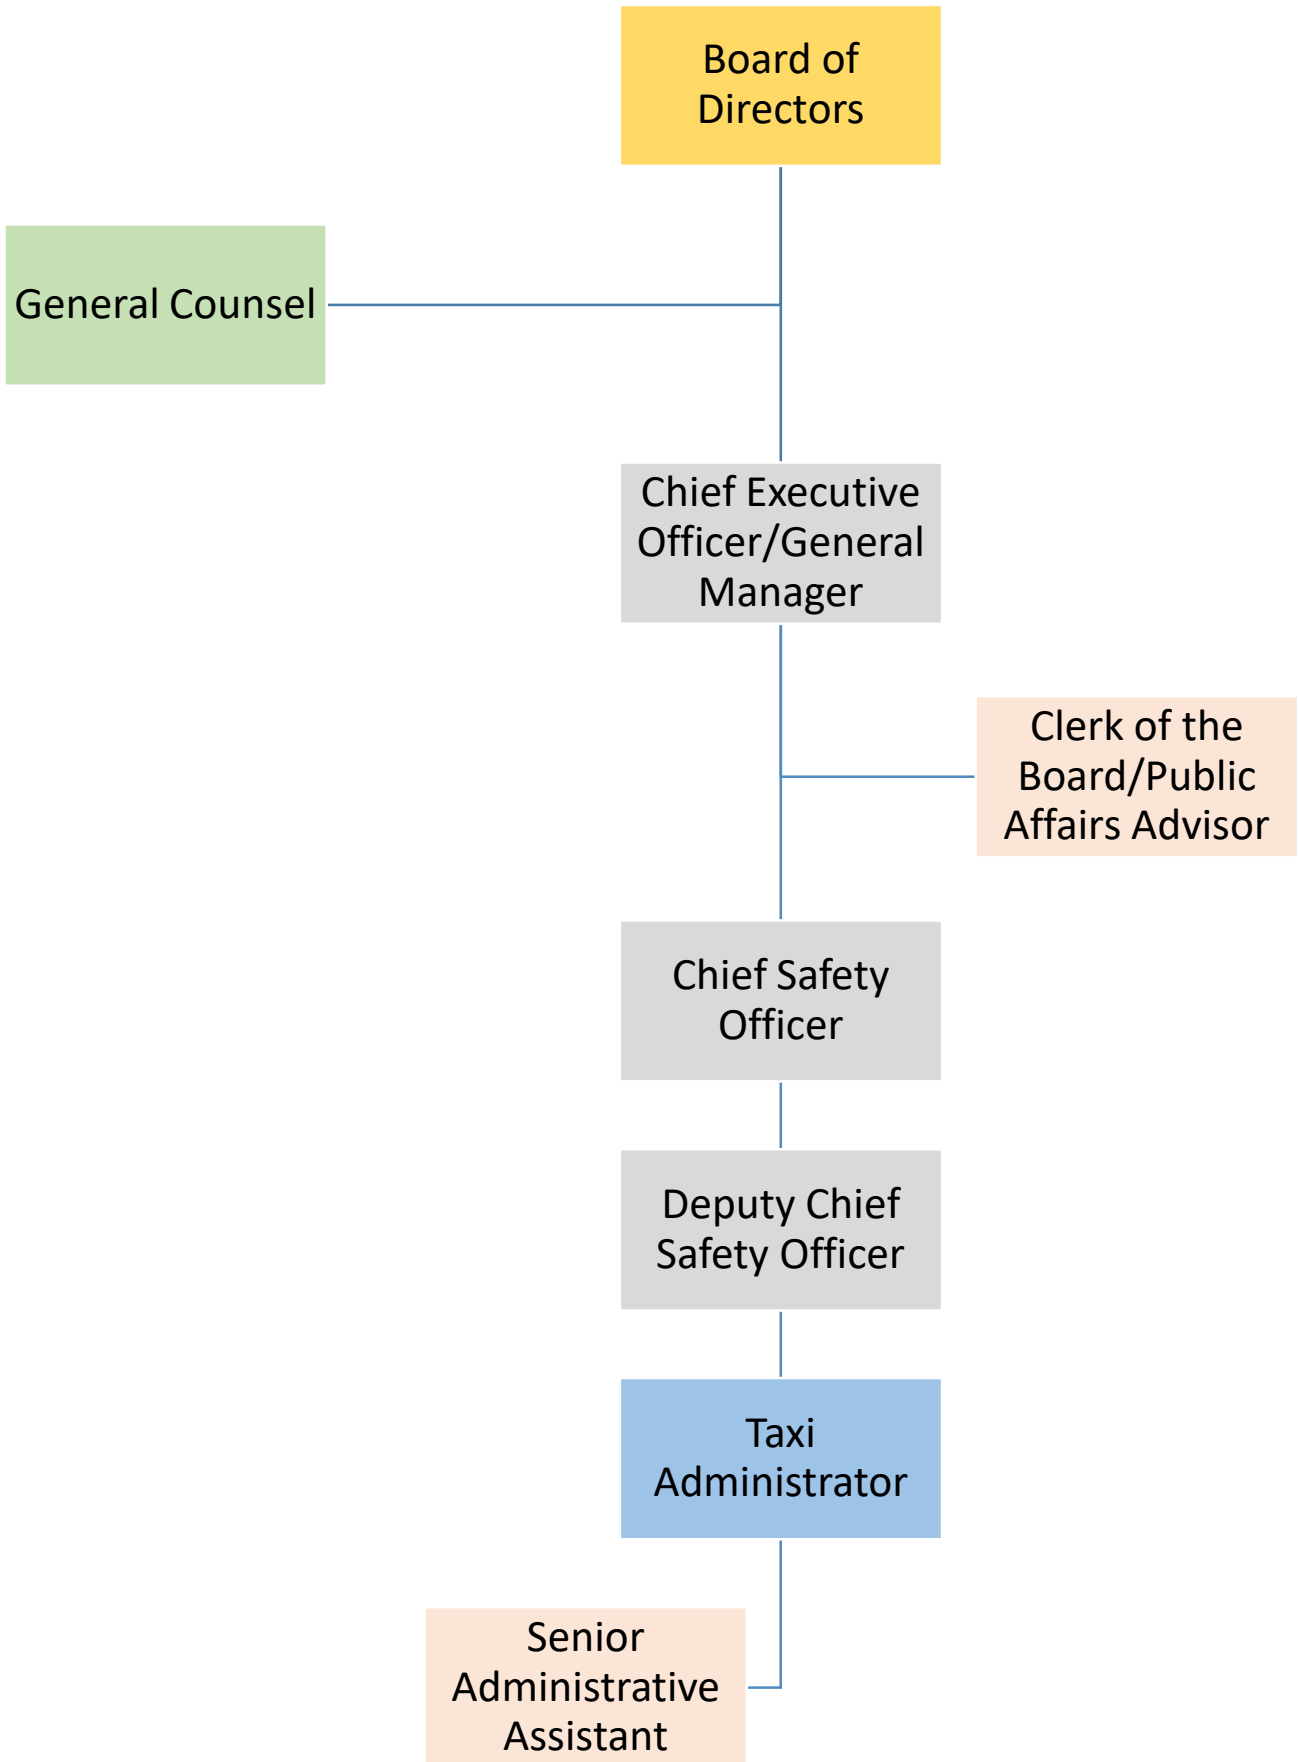 Board of
Directors
General Counsel
Chief Executive
Officer/General
Manager
Clerk of the
Board/Public
Affairs Advisor
Chief Safety
Officer
Deputy Chief
Safety Officer
Taxi
Administrator
Senior
Administrative
Assistant